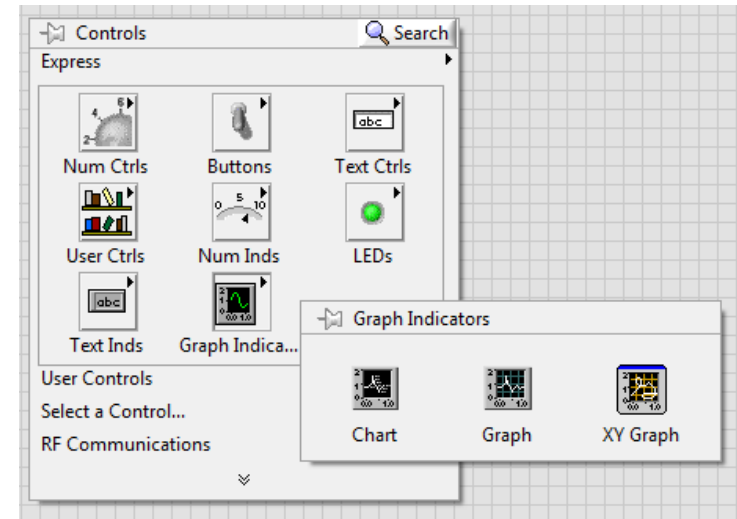 Controls
Search
Express
Num Ctrls
Buttons
Text Ctrls
User Ctrls
Num Inds
LEDs
Text Inds
Graph Indica...
Graph Indicators
Chart
Graph
XY Graph
User Controls
Select a Control...
RF Communications